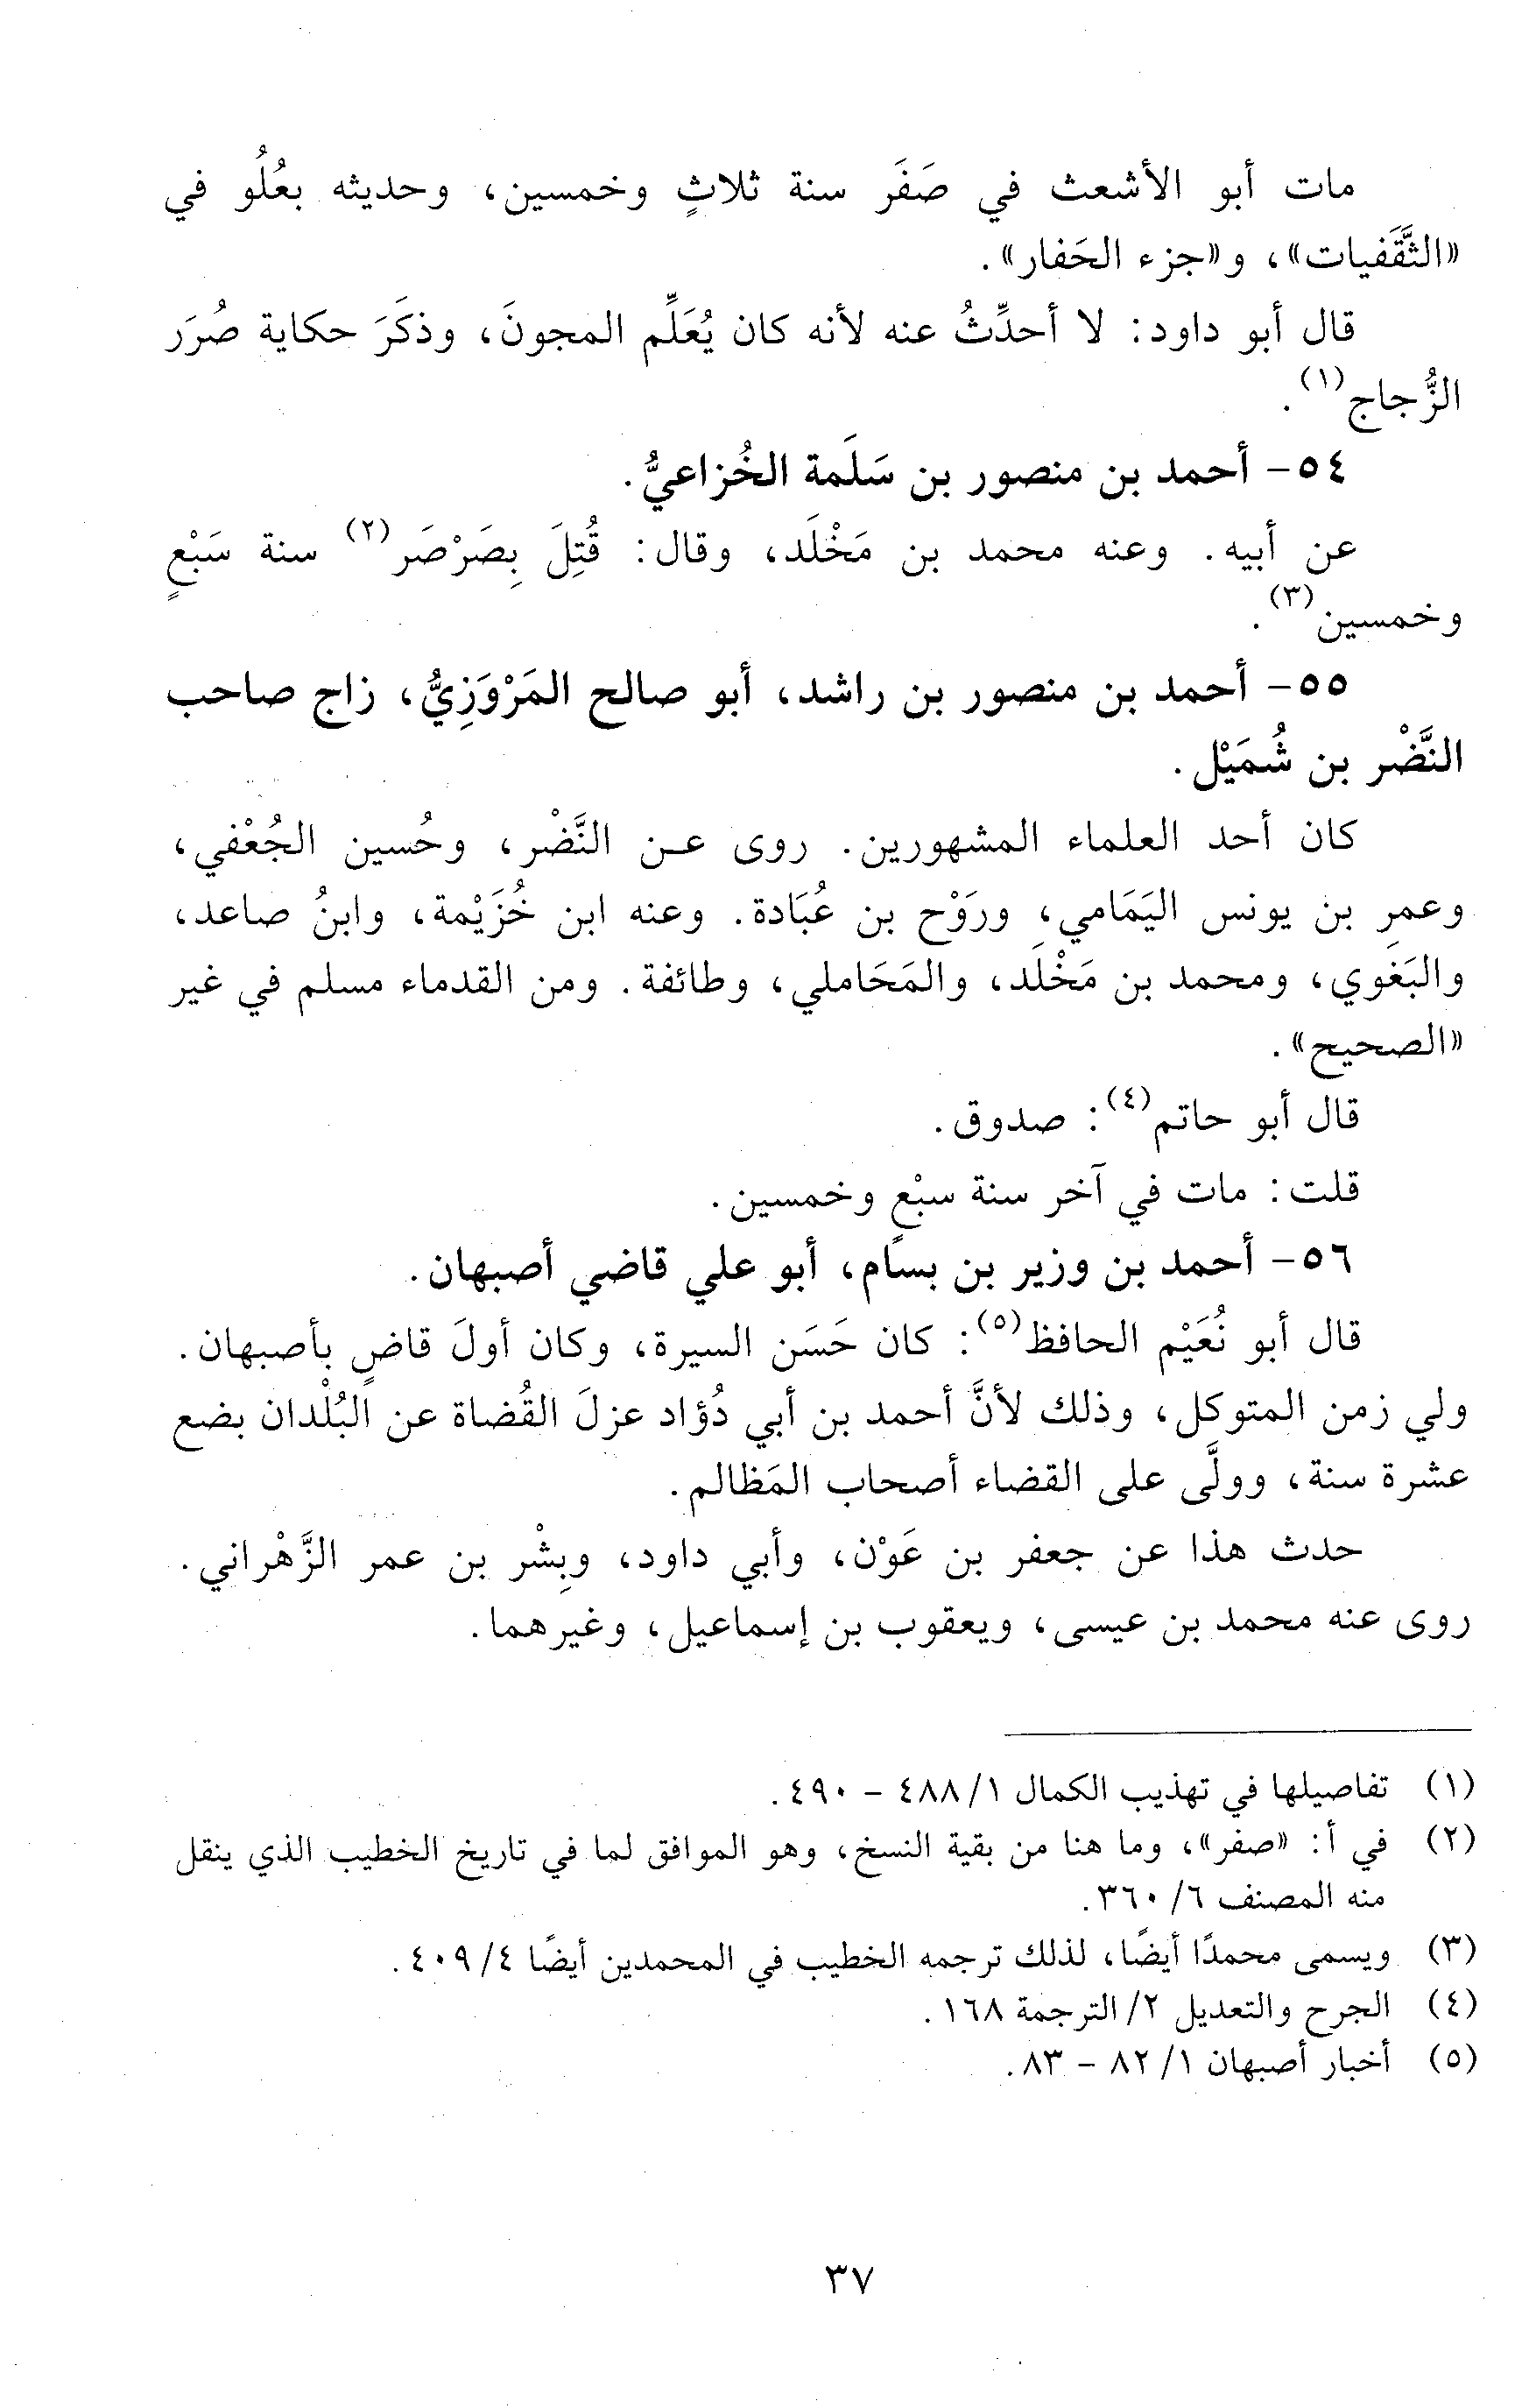 مات أبو الأشعث في صَفَر سنة ثلاثٍ وخمسين، وحديثه بعُلُو في
«الثَّقَفيات»، و«جزء الحَفار».
قال أبو داود: لا أحدِّثُ عنه لأنه كان يُعَلِّم المجونَ، وذكَرَ حكاية صُرَر
الزُّجاج(١).
٥٤- أحمد بن منصور بن سَلَمة الخُزاعيُّ.
عن أبيه. وعنه محمد بن مَخْلَد، وقال: قُتِلَ بِصَرْصَر(٢) سنة سَبْعٍ
وخمسين(٣).
٥٥- أحمد بن منصور بن راشد، أبو صالح المَرْوَزِيُّ، زاج صاحب
النَّضْر بن شُمَيْل.
كان أحد العلماء المشهورين. روى عن النَّضْر، وحُسين الجُعْفي،
وعمر بن يونس اليَمَامي، ورَوْح بن عُبَادة. وعنه ابن خُزَيْمة، وابنُ صاعد،
والبَغَوي، ومحمد بن مَخْلَد، والمَحَاملي، وطائفة. ومن القدماء مسلم في غير
«الصحيح».
قال أبو حاتم(٤): صدوق.
قلت: مات في آخر سنة سبْعٍ وخمسين.
٥٦- أحمد بن وزير بن بسام، أبو علي قاضي أصبهان.
قال أبو نُعَيْم الحافظ(٥): كان حَسَن السيرة، وكان أولَ قاضٍ بأصبهان.
ولي زمن المتوكل، وذلك لأنَّ أحمد بن أبي دُؤاد عزلَ القُضاة عن البُلْدان بضع
عشرة سنة، وولَّى على القضاء أصحاب المَظالم.
حدث هذا عن جعفر بن عَوْن، وأبي داود، وبِشْر بن عمر الزَّهْراني.
روى عنه محمد بن عيسى، ويعقوب بن إسماعيل، وغيرهما.
(١) تفاصيلها في تهذيب الكمال ١/ ٤٨٨ - ٤٩٠.
(٢) في أ: «صفر»، وما هنا من بقية النسخ، وهو الموافق لما في تاريخ الخطيب الذي ينقل
منه المصنف ٦/ ٣٦٠.
(٣) ويسمى محمدًا أيضًا، لذلك ترجمه الخطيب في المحمدين أيضًا ٤/ ٤٠٩.
(٤) الجرح والتعديل ٢/ الترجمة ١٦٨.
(٥) أخبار أصبهان ١/ ٨٢ - ٨٣.
٣٧